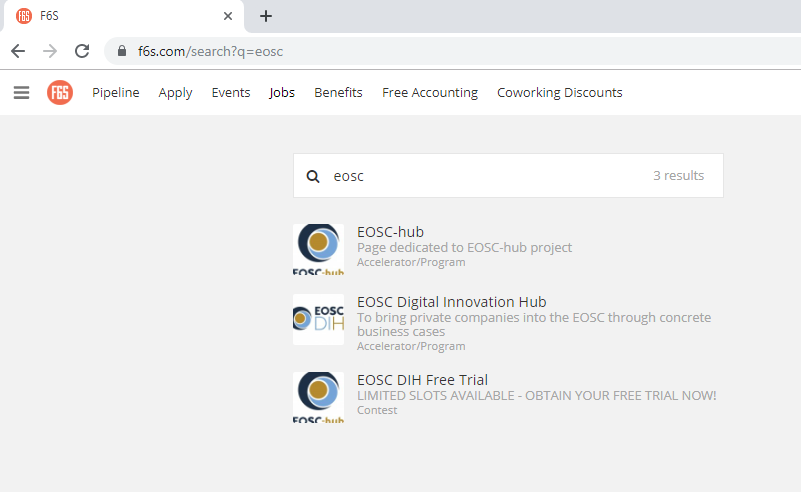 F6S
f6s.com/search?q=eosc
F6S Pipeline Apply Events Jobs Benefits Free Accounting Coworking Discounts
eosc 3 results
EOSC-hub
Page dedicated to EOSC-hub project
Accelerator/Program
EOSC-hub
EOSC Digital Innovation Hub
To bring private companies into the EOSC through concrete
business cases
Accelerator/Program
EOSC
DIH
EOSC DIH Free Trial
LIMITED SLOTS AVAILABLE - OBTAIN YOUR FREE TRIAL NOW!
Contest
EOSC-hub